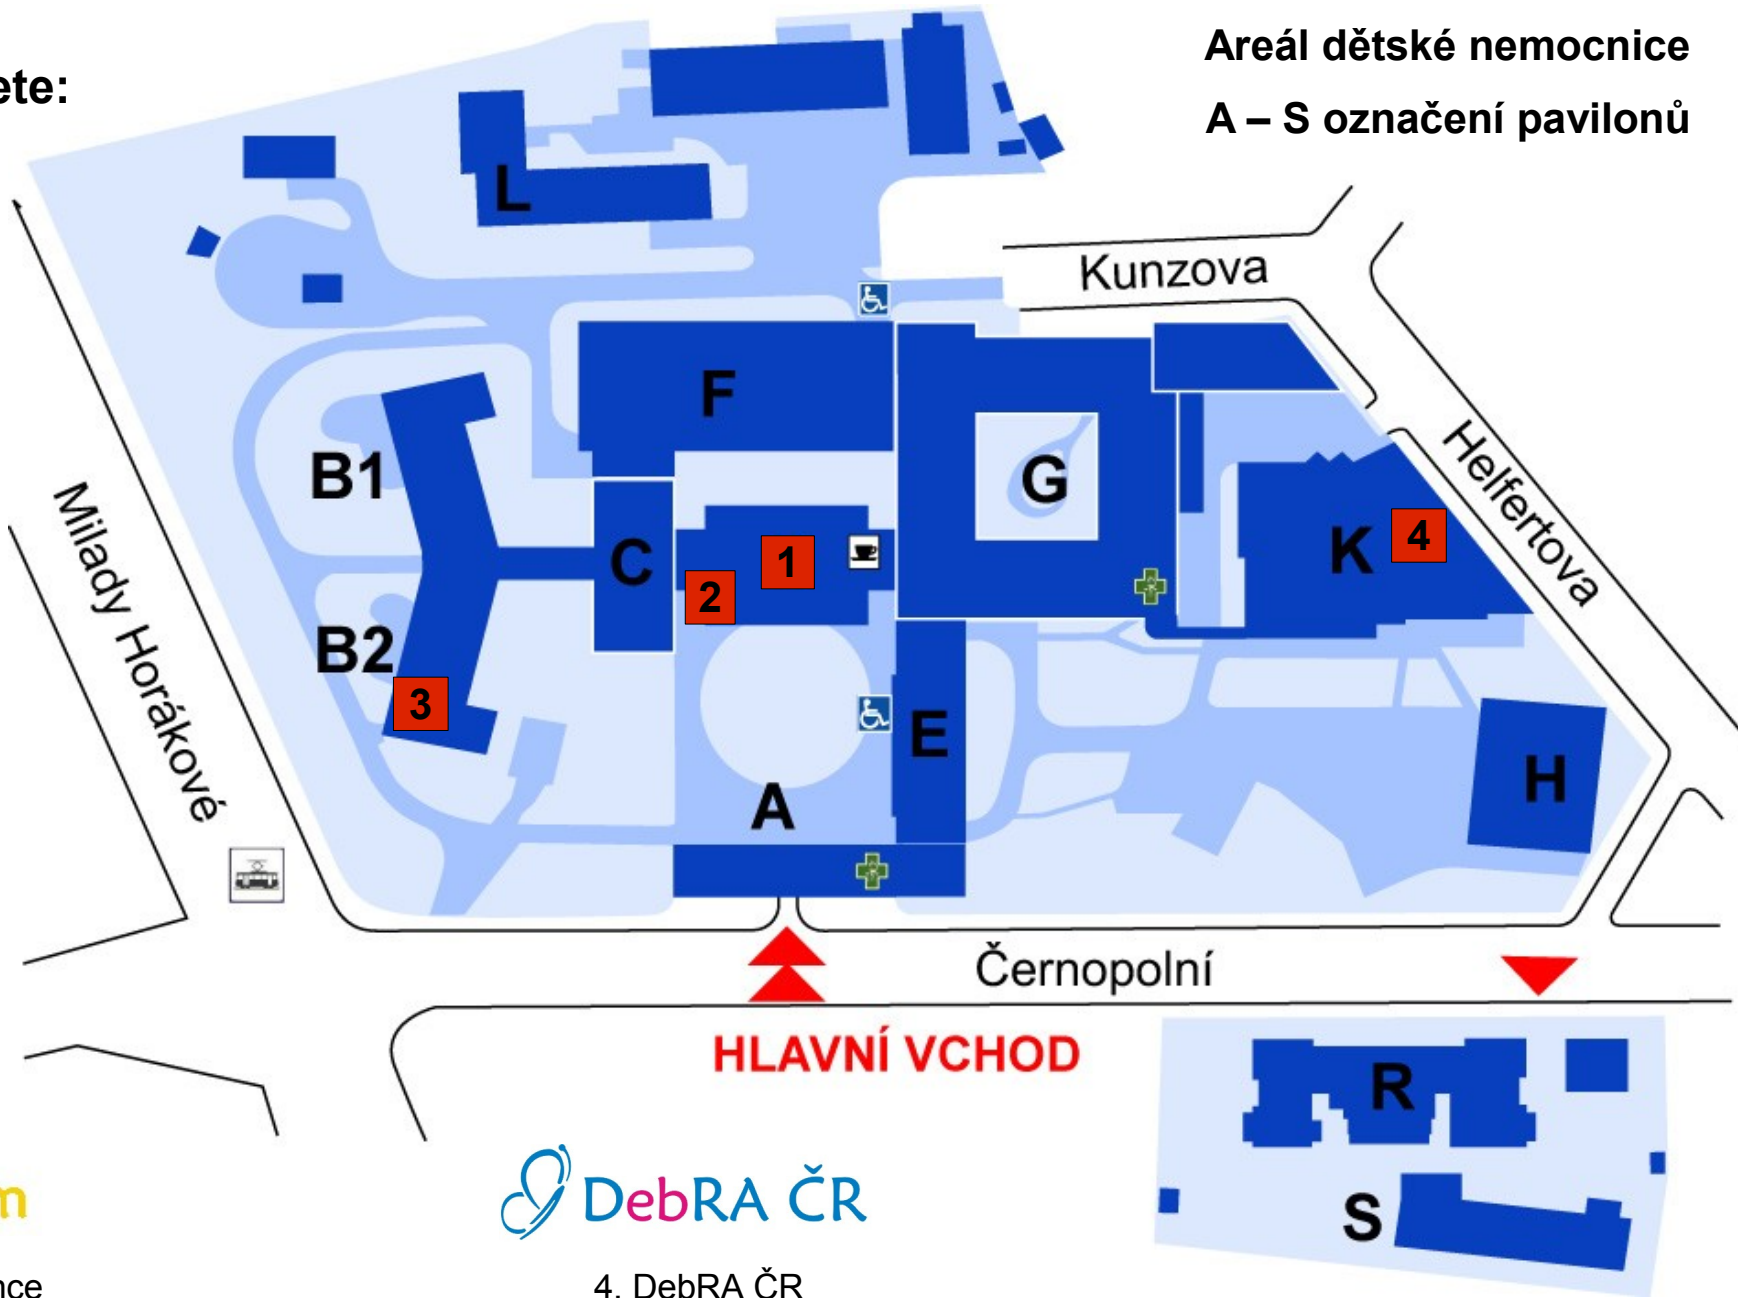 Areál dětské nemocnice
ete:
A – S označení pavilonů
L
Kunzova
F
Helfertova
B1
G
Milady Horákové
C
1
K
4
2
B2
3
E
A
H
Černopolní
HLAVNÍ VCHOD
R
m
DebRA ČR
S
nce
4. DebRA ČR